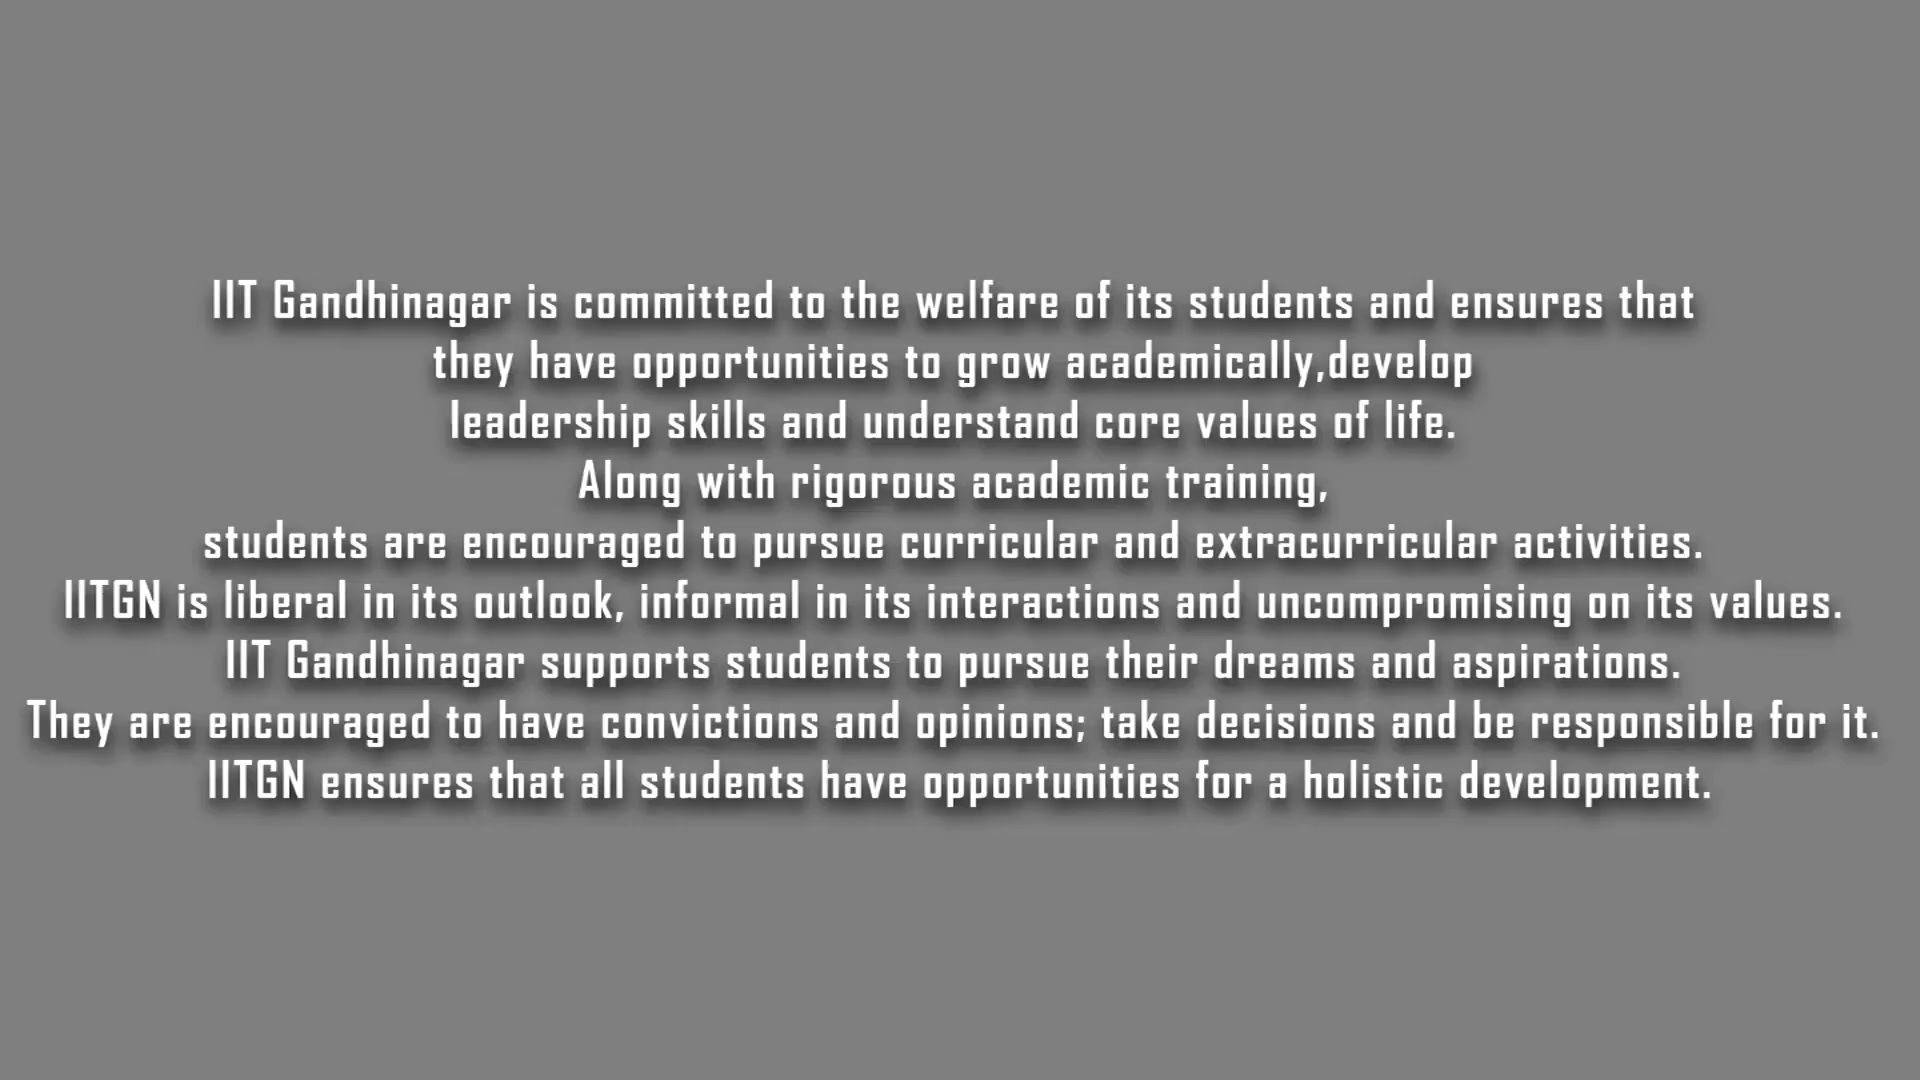 IIT Gandhinagar is committed to the welfare of its students and ensures that
they have opportunities to grow academically,develop
leadership skills and understand core values of life.
Along with rigorous academic training,
students are encouraged to pursue curricular and extracurricular activities.
IITGN is liberal in its outlook, informal in its interactions and uncompromising on its values.
IIT Gandhinagar supports students to pursue their dreams and aspirations.
They are encouraged to have convictions and opinions; take decisions and be responsible for it.
IITGN ensures that all students have opportunities for a holistic development.